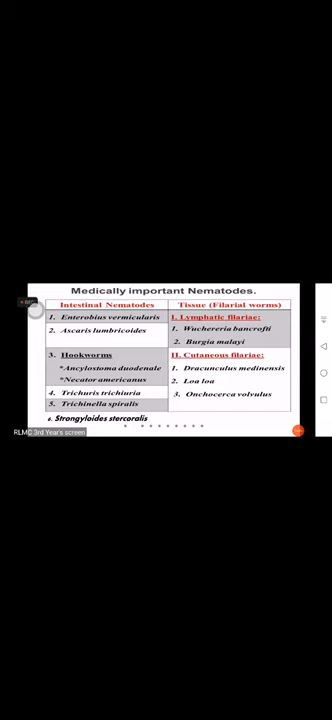 Medically important Nematodes.
Intestinal Nematodes
Tissue (Filarial worms)
1. Enterobius vermicularis
I. Lymphatic filariae:
2. Ascaris lumbricoides
1. Wuchereria bancrofti
2. Burgia malayi
3. Hookworms
II. Cutaneous filariae:
*Ancylostoma duodenale
1. Dracunculus medinensis
*Necator americanus
2. Loa loa
4. Trichuris trichiuria
3. Onchocerca volvulus
5. Trichinella spiralis
6. Strongyloides stercoralis
RLMC 3rd Year's screen